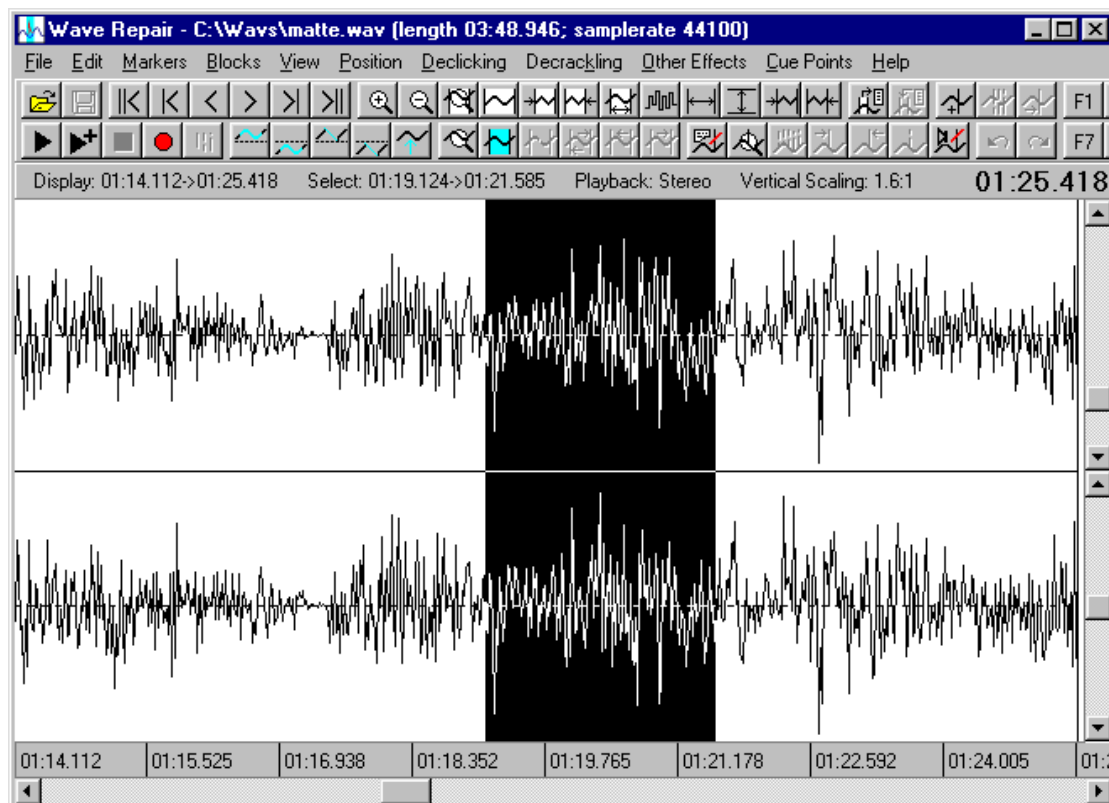 Wave Repair - C:\Wavs\matte.wav (length 03:48.946; samplerate 44100)
File Edit Markers Blocks View Position Declicking Decrackling Other Effects Cue Points Help
F1
F7
Display: 01:14.112->01:25.418 Select: 01:19.124->01:21.585 Playback: Stereo Vertical Scaling: 1.6:1 01:25.418
01:14.112 01:15.525 01:16.938 01:18.352 01:19.765 01:21.178 01:22.592 01:24.005